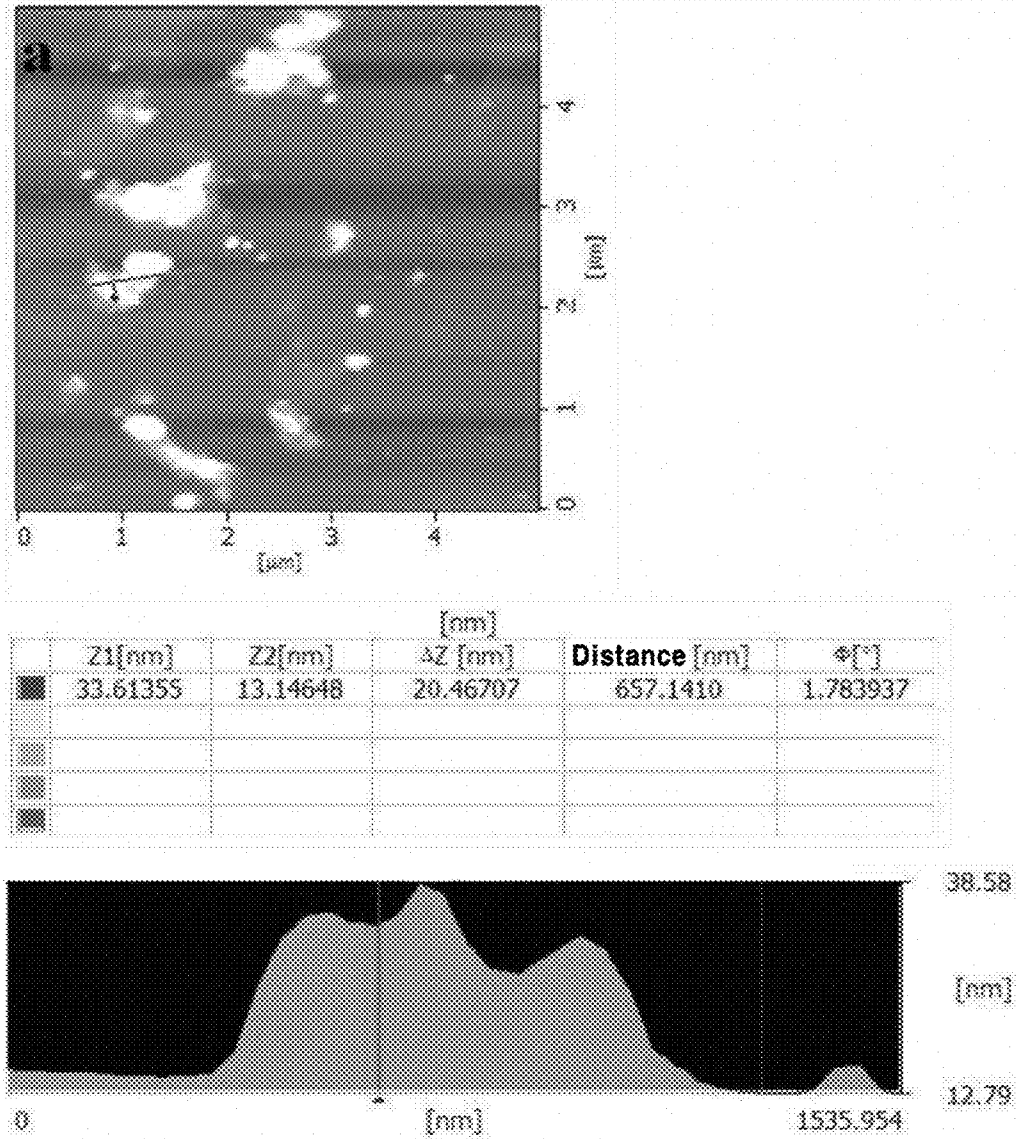 a
4
3
[µm]
2
1
0
0 1 2 3 4
[µm]
[nm]
Z1[nm] Z2[nm] ΔZ [nm] Distance [nm] Φ[°]
33.61355 13.14648 20.46707 657.1410 1.783937
38.58
[nm]
12.79
0 [nm] 1535.954